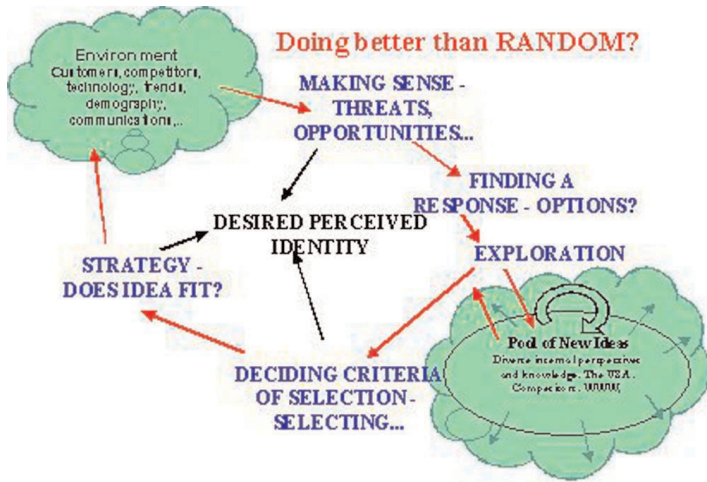 Doing better than RANDOM?
Environment
Customers, competitors,
technology, trends,
demography,
communications,..
MAKING SENSE -
THREATS,
OPPORTUNITIES...
FINDING A
RESPONSE - OPTIONS?
DESIRED PERCEIVED
IDENTITY
EXPLORATION
STRATEGY -
DOES IDEA FIT?
Pool of New Ideas
Diverse internal perspectives
and knowledge. The USA.
Competitors. WWW,
DECIDING CRITERIA
OF SELECTION-
SELECTING...